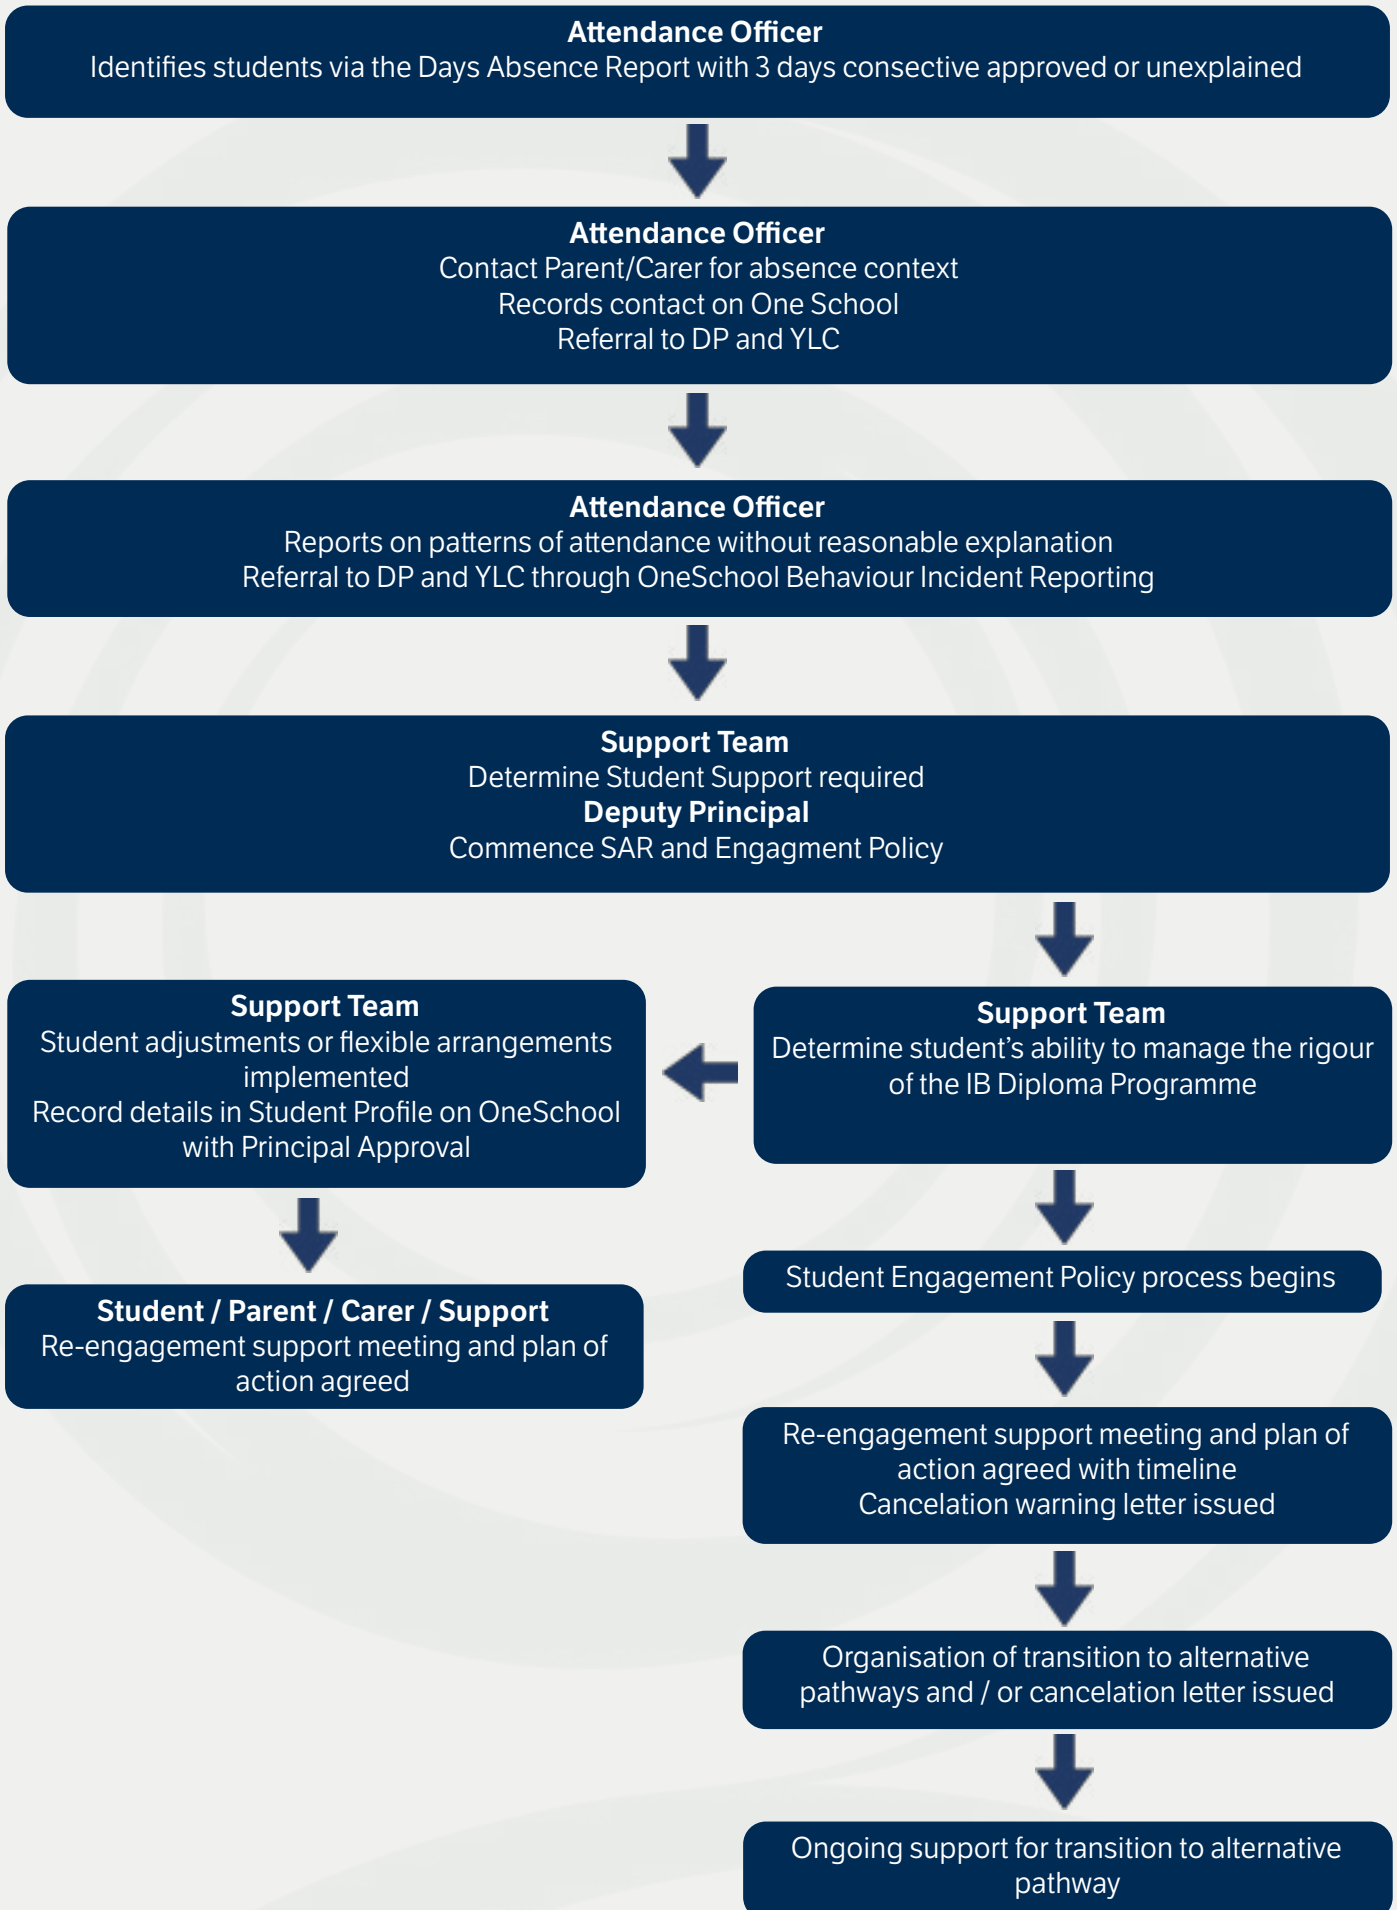 Attendance Officer
Identifies students via the Days Absence Report with 3 days consective approved or unexplained
Attendance Officer
Contact Parent/Carer for absence context
Records contact on One School
Referral to DP and YLC
Attendance Officer
Reports on patterns of attendance without reasonable explanation
Referral to DP and YLC through OneSchool Behaviour Incident Reporting
Support Team
Determine Student Support required
Deputy Principal
Commence SAR and Engagment Policy
Support Team
Determine student’s ability to manage the rigour
of the IB Diploma Programme
Support Team
Student adjustments or flexible arrangements
implemented
Record details in Student Profile on OneSchool
with Principal Approval
Student / Parent / Carer / Support
Re-engagement support meeting and plan of
action agreed
Student Engagement Policy process begins
Re-engagement support meeting and plan of
action agreed with timeline
Cancelation warning letter issued
Organisation of transition to alternative
pathways and / or cancelation letter issued
Ongoing support for transition to alternative
pathway